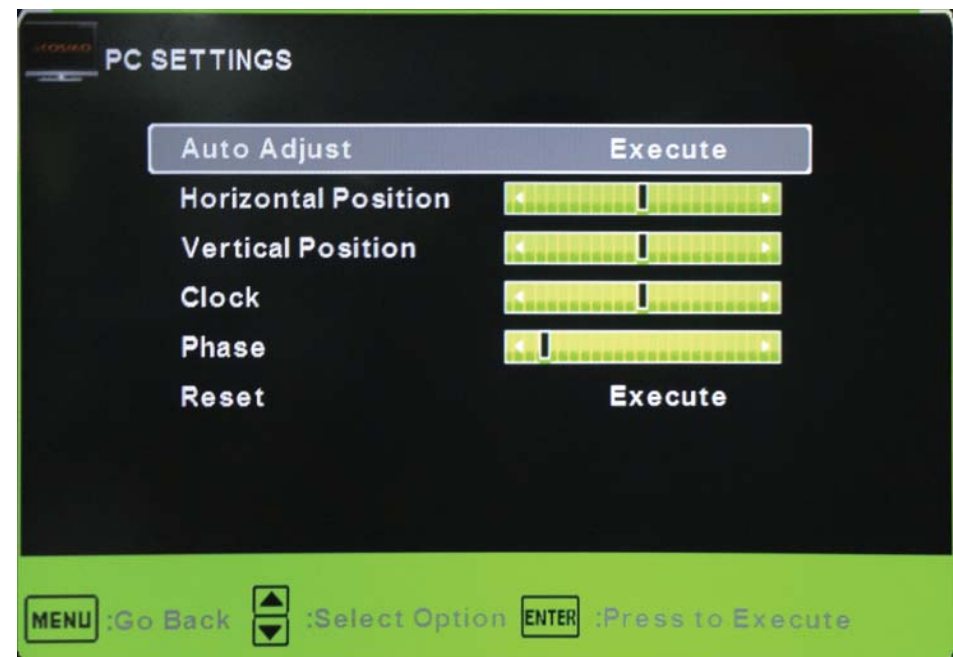 PC SETTINGS
Auto Adjust Execute
Horizontal Position
Vertical Position
Clock
Phase
Reset Execute
MENU :Go Back :Select Option ENTER :Press to Execute